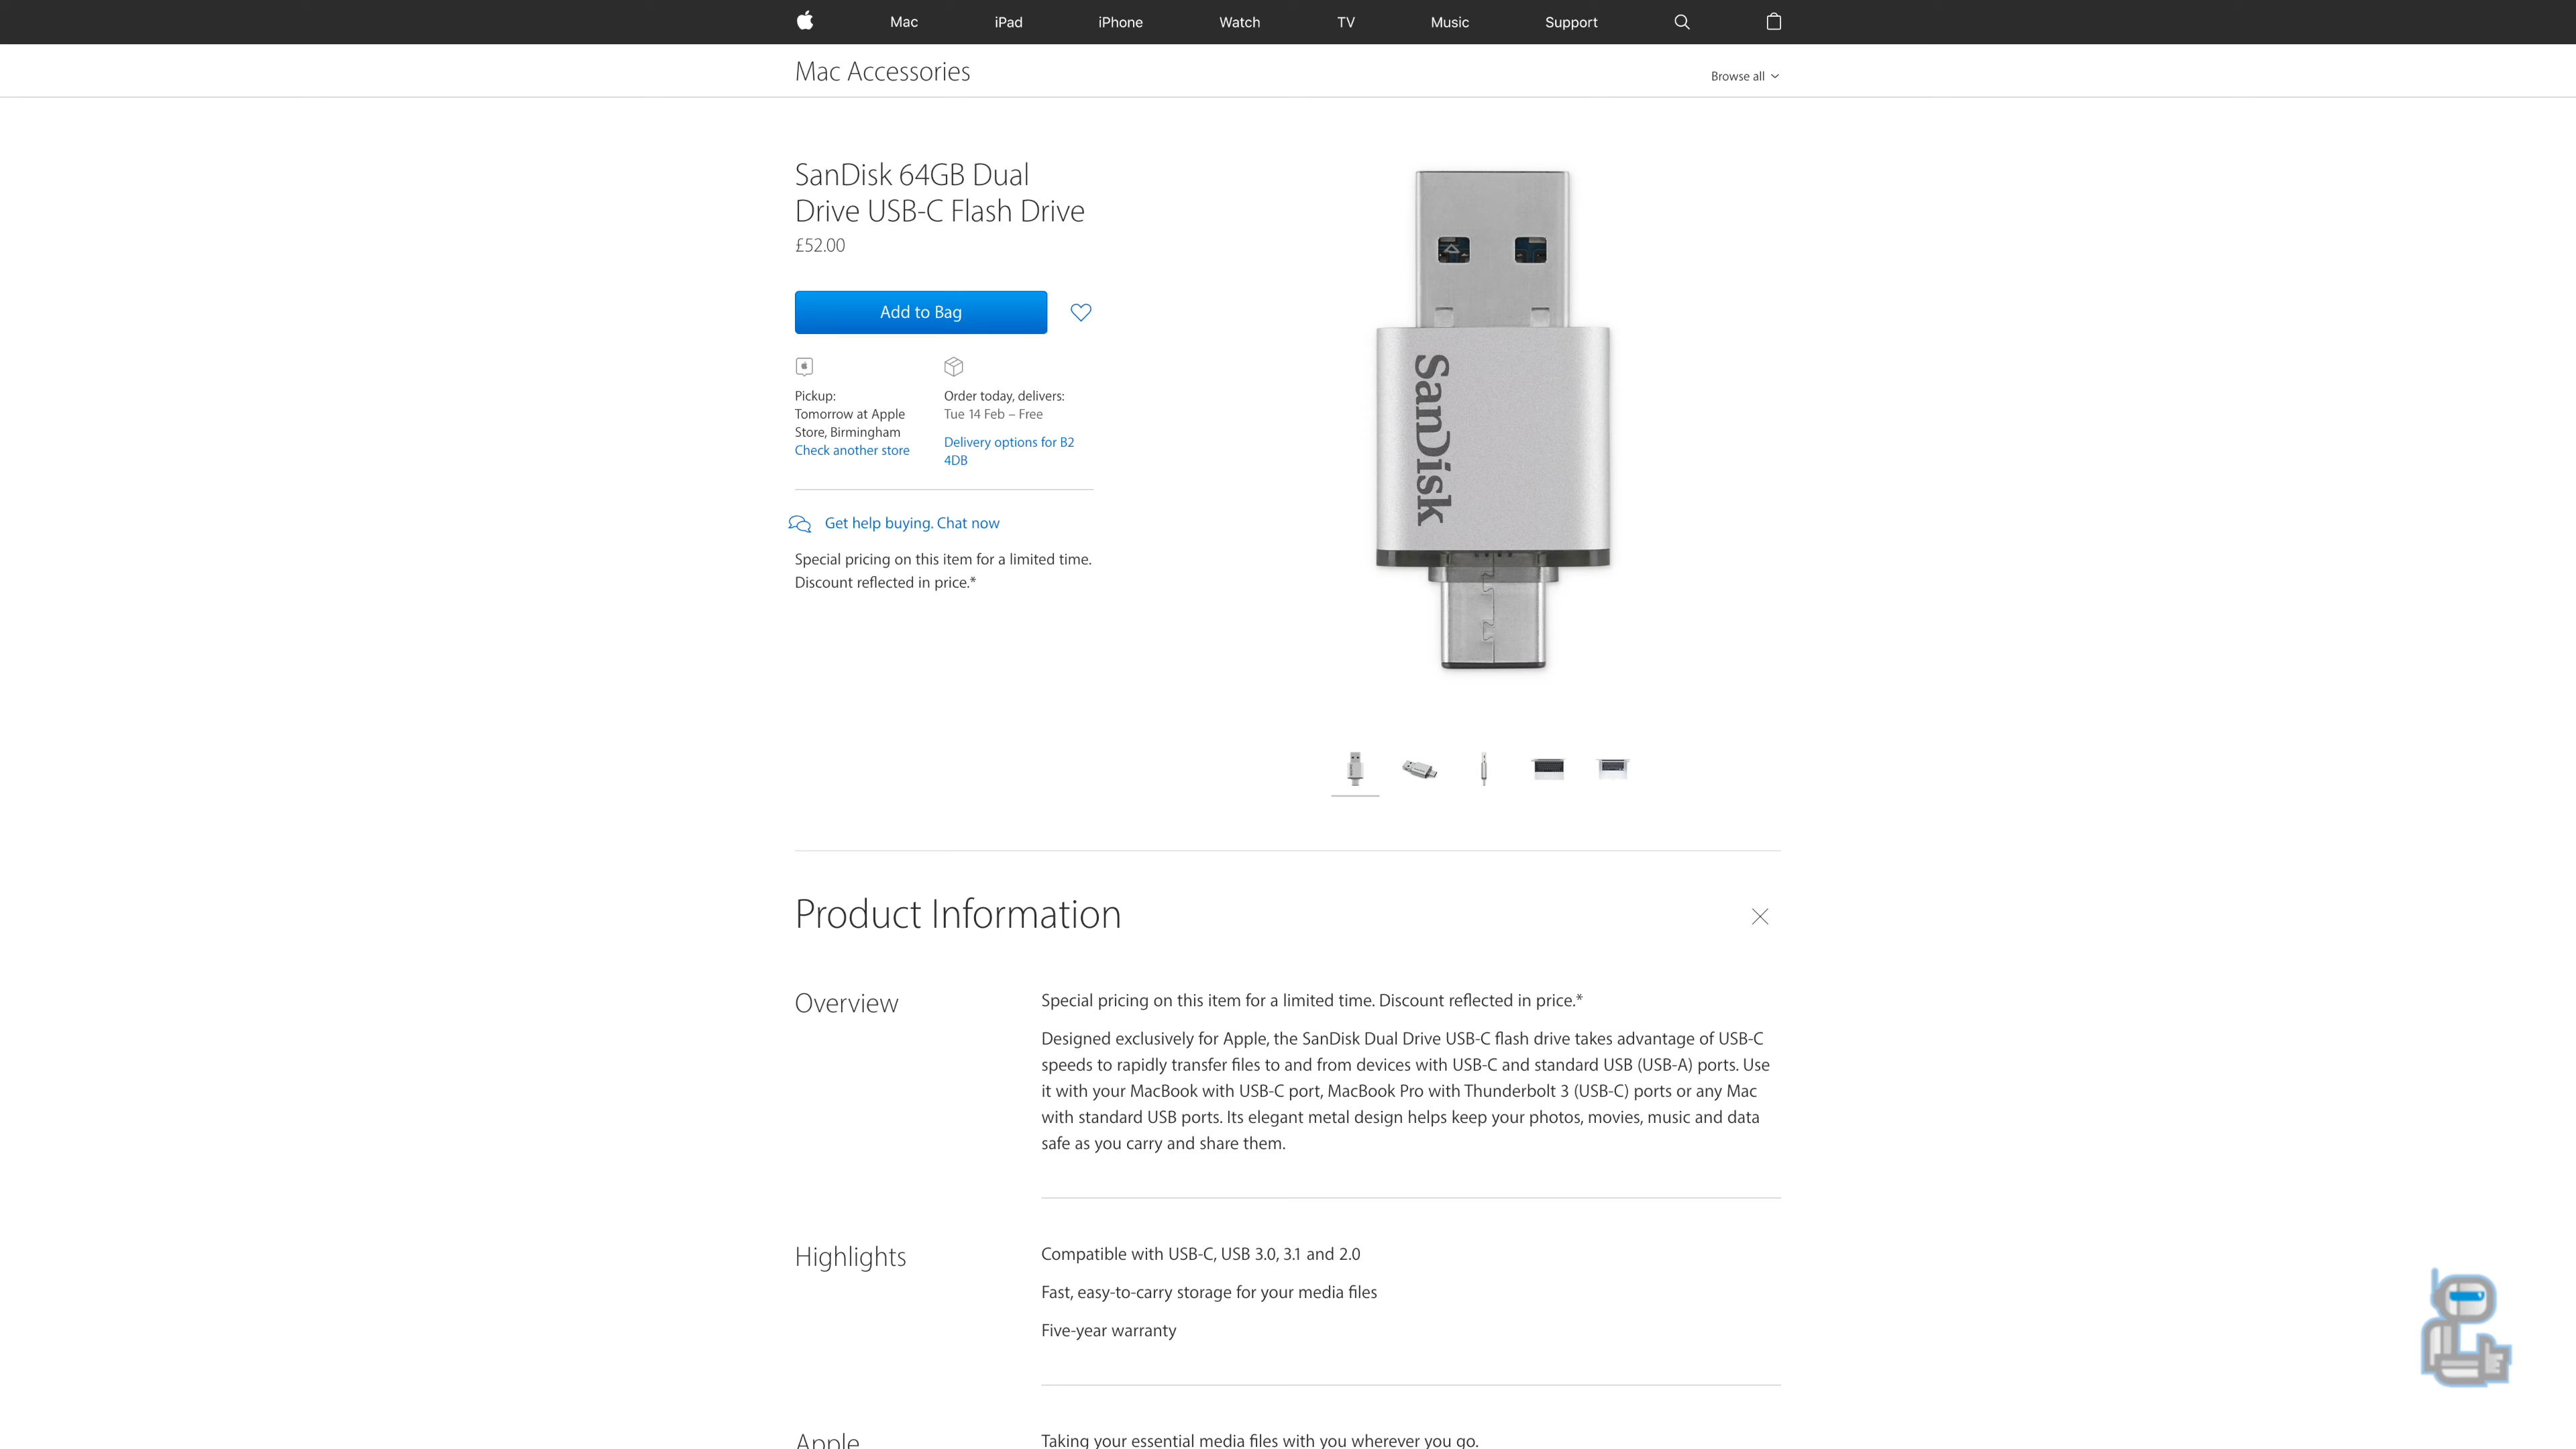 Mac iPad iPhone Watch TV Music Support
Mac Accessories
Browse all
SanDisk 64GB Dual
Drive USB-C Flash Drive
£52.00
Add to Bag
Pickup:
Tomorrow at Apple
Store, Birmingham
Check another store
Order today, delivers:
Tue 14 Feb – Free
Delivery options for B2
4DB
Get help buying. Chat now
Special pricing on this item for a limited time.
Discount reflected in price.*
SanDisk
Product Information
Overview
Special pricing on this item for a limited time. Discount reflected in price.*
Designed exclusively for Apple, the SanDisk Dual Drive USB-C flash drive takes advantage of USB-C
speeds to rapidly transfer files to and from devices with USB-C and standard USB (USB-A) ports. Use
it with your MacBook with USB-C port, MacBook Pro with Thunderbolt 3 (USB-C) ports or any Mac
with standard USB ports. Its elegant metal design helps keep your photos, movies, music and data
safe as you carry and share them.
Highlights
Compatible with USB-C, USB 3.0, 3.1 and 2.0
Fast, easy-to-carry storage for your media files
Five-year warranty
Apple
Taking your essential media files with you wherever you go.